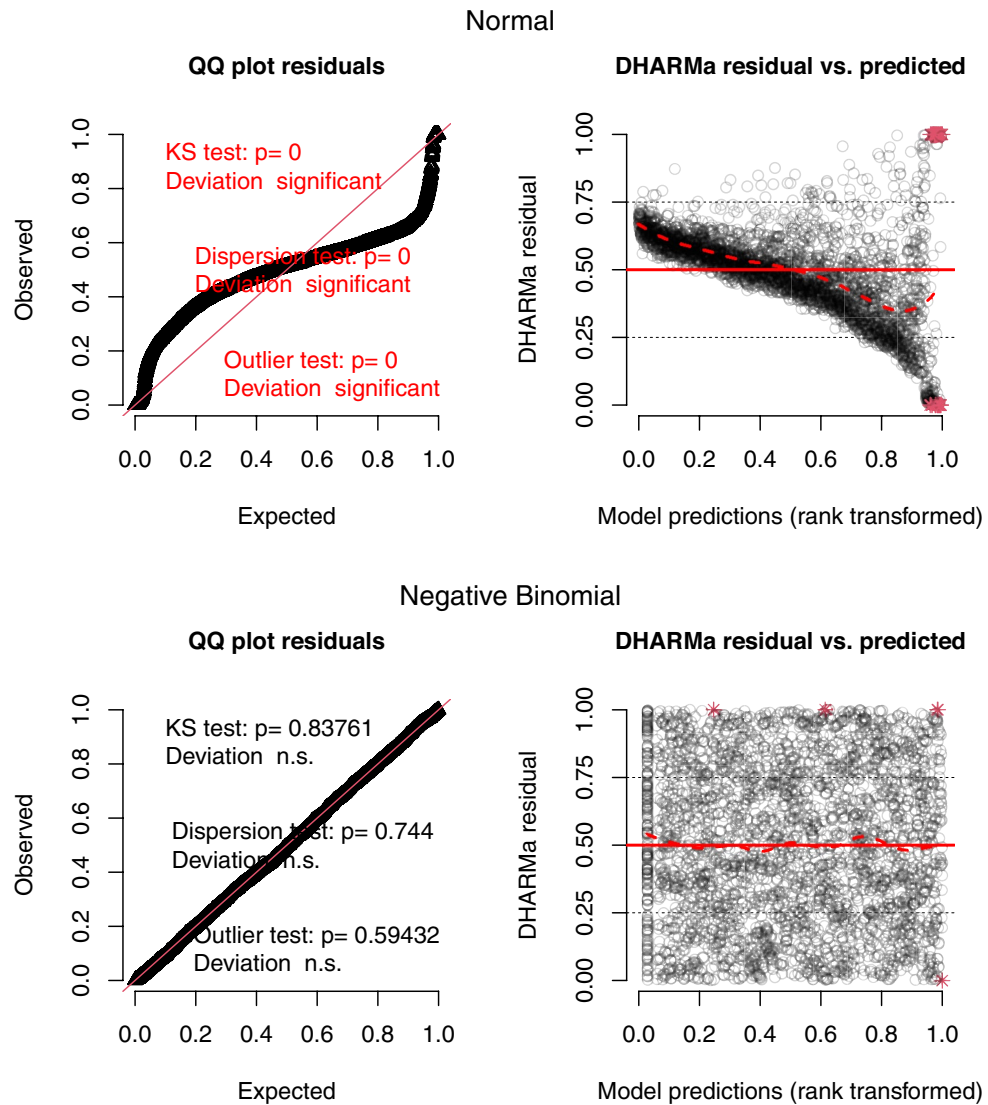 Normal
QQ plot residuals
DHARMa residual vs. predicted
KS test: p= 0
Deviation significant
Dispersion test: p= 0
Deviation significant
Outlier test: p= 0
Deviation significant
Observed
0.0 0.2 0.4 0.6 0.8 1.0
0.0 0.2 0.4 0.6 0.8 1.0
Expected
DHARMa residual
0.00 0.25 0.50 0.75 1.00
0.0 0.2 0.4 0.6 0.8 1.0
Model predictions (rank transformed)
Negative Binomial
QQ plot residuals
DHARMa residual vs. predicted
KS test: p= 0.83761
Deviation n.s.
Dispersion test: p= 0.744
Deviation n.s.
Outlier test: p= 0.59432
Deviation n.s.
Observed
0.0 0.2 0.4 0.6 0.8 1.0
0.0 0.2 0.4 0.6 0.8 1.0
Expected
DHARMa residual
0.00 0.25 0.50 0.75 1.00
0.0 0.2 0.4 0.6 0.8 1.0
Model predictions (rank transformed)